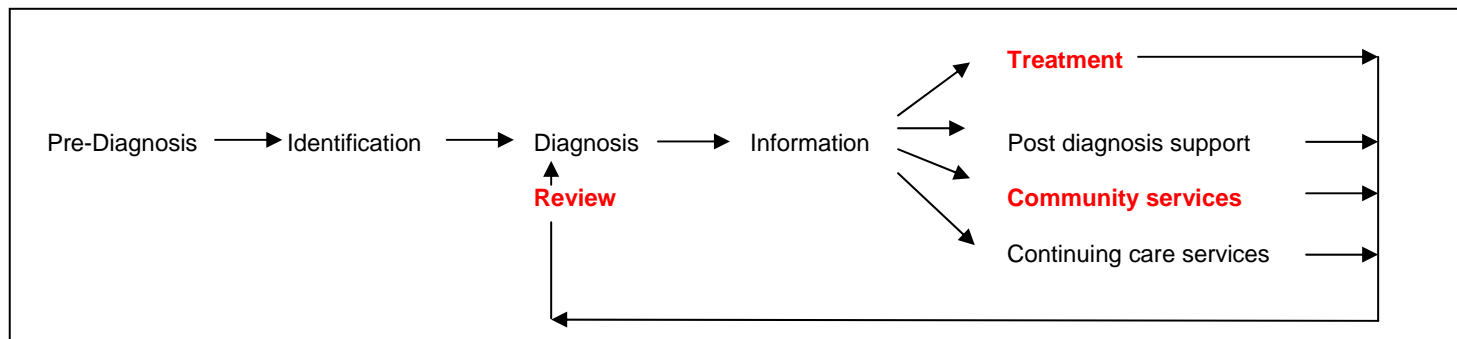 Treatment
Pre-Diagnosis Identification Diagnosis Information Post diagnosis support
Review Community services
Continuing care services